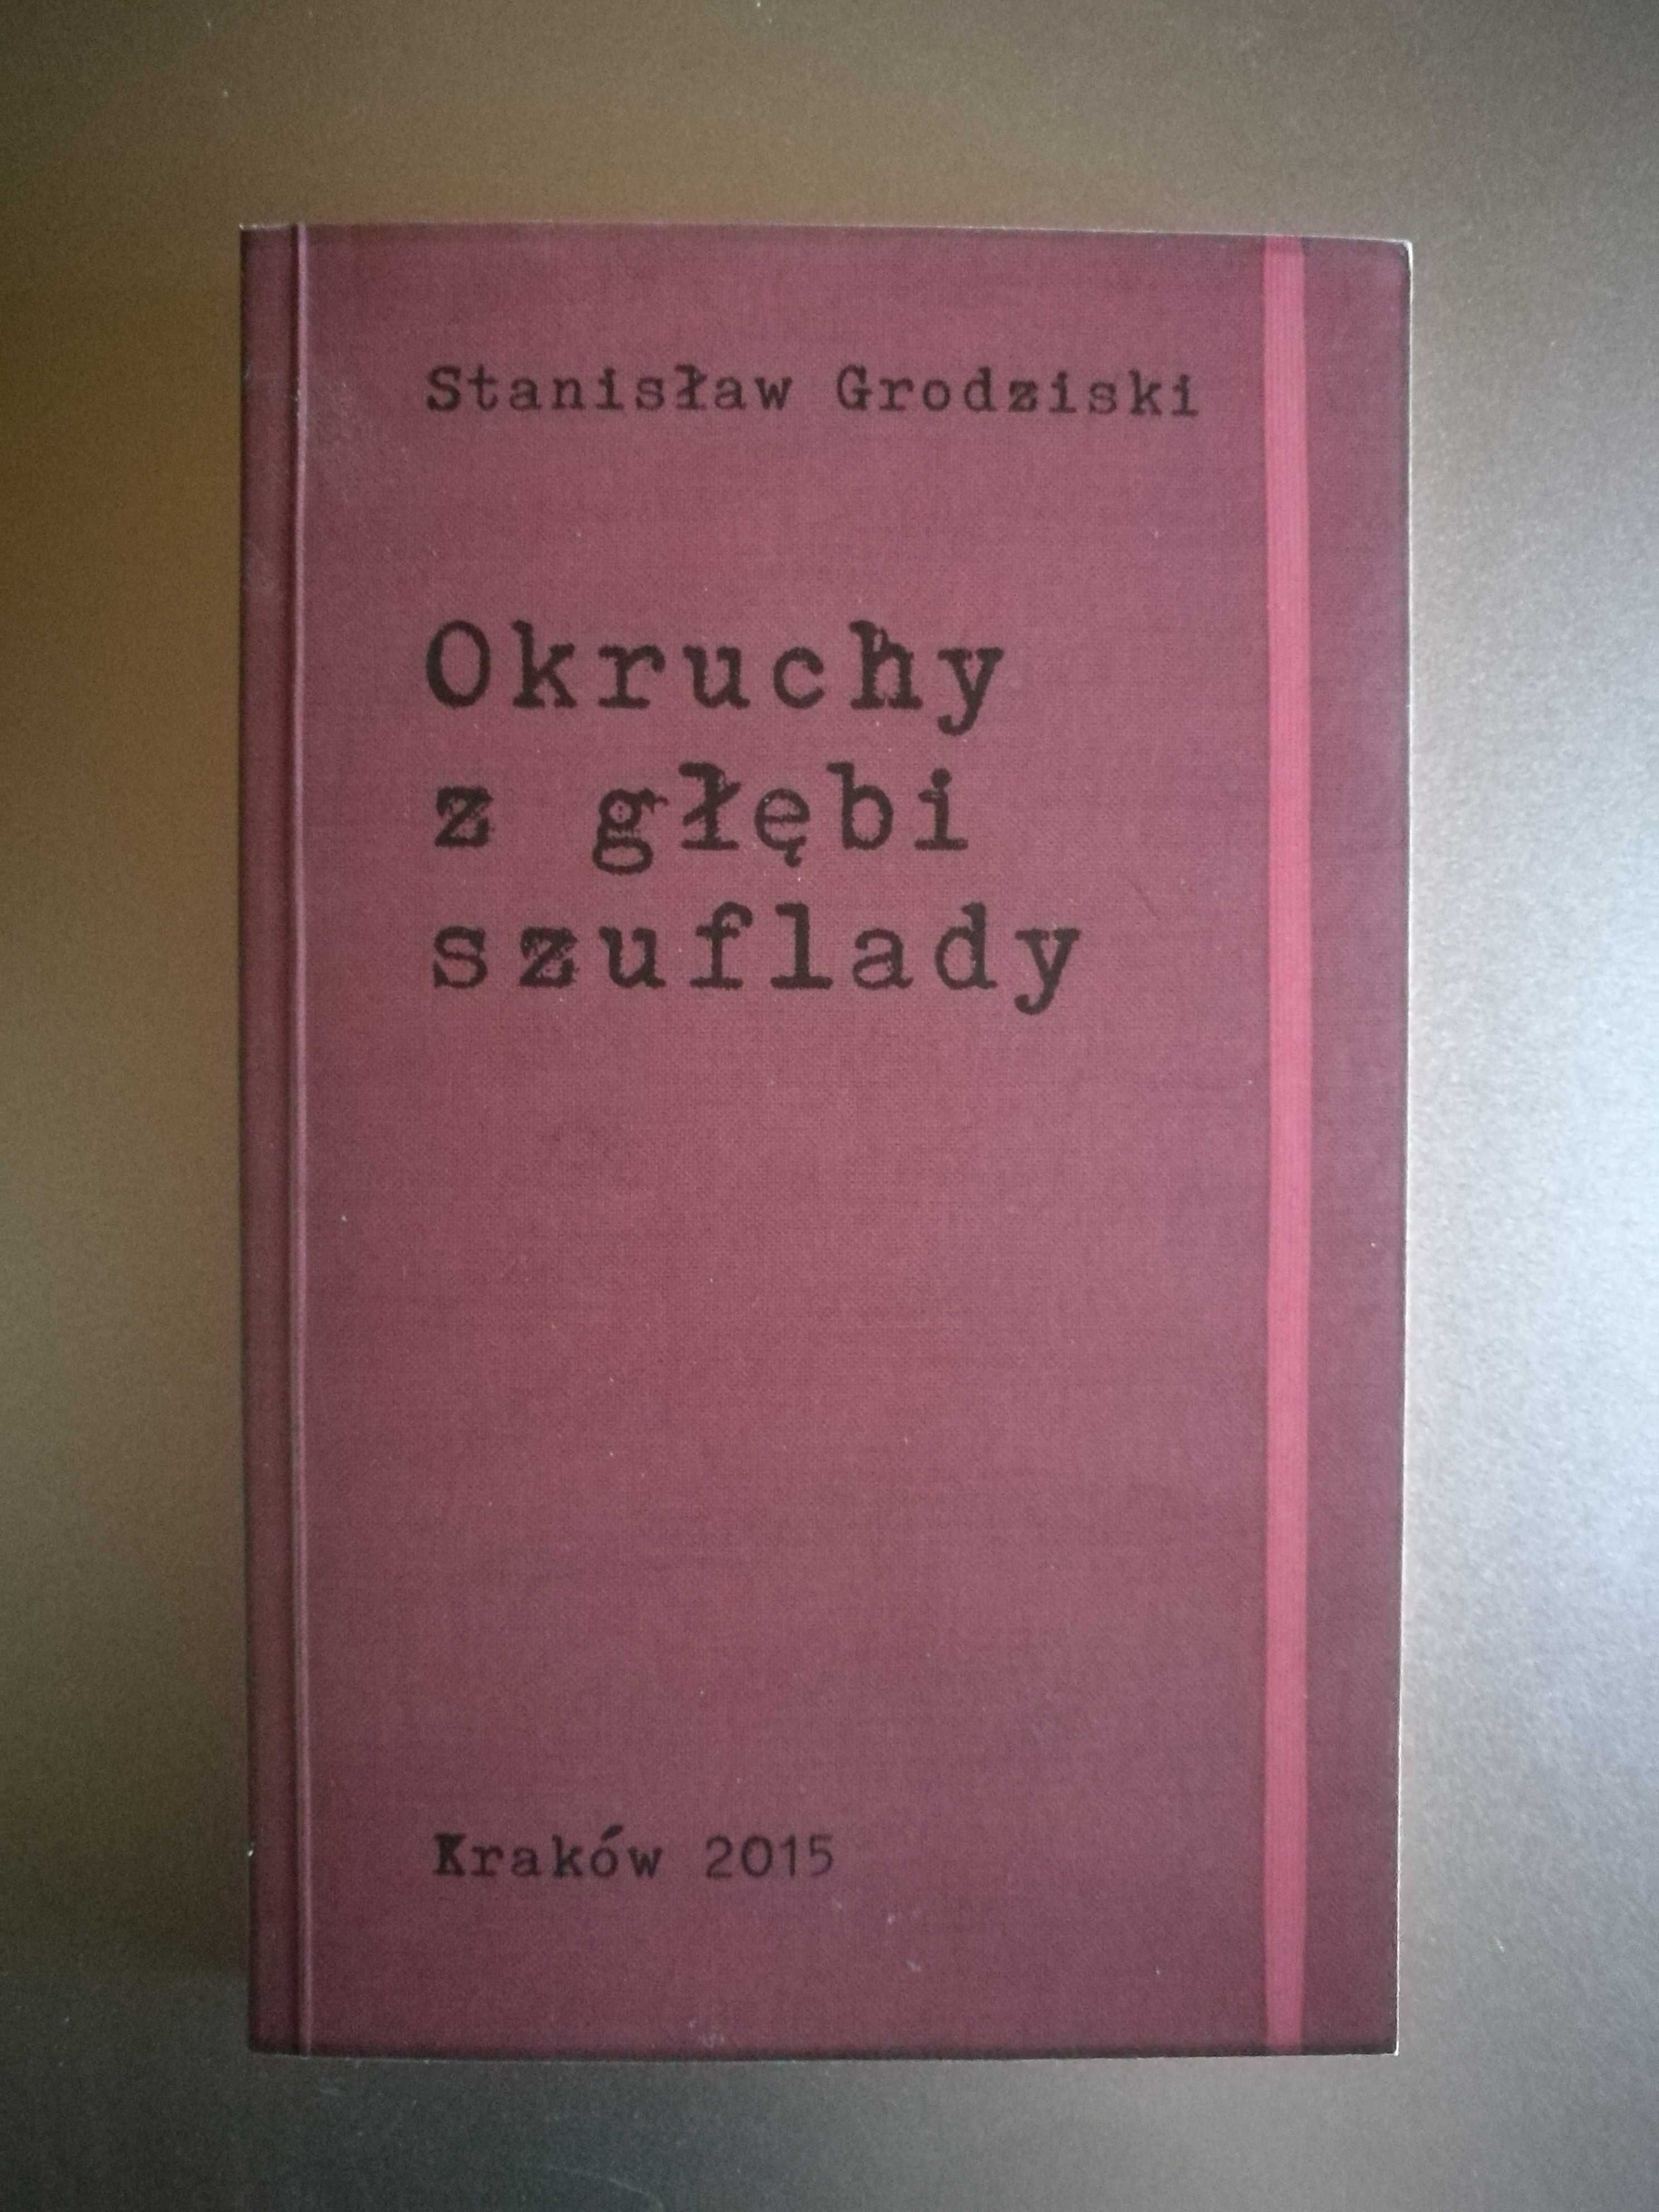 Stanisław Grodziski
Okruchy
z głębi
szuflady
Kraków 2015